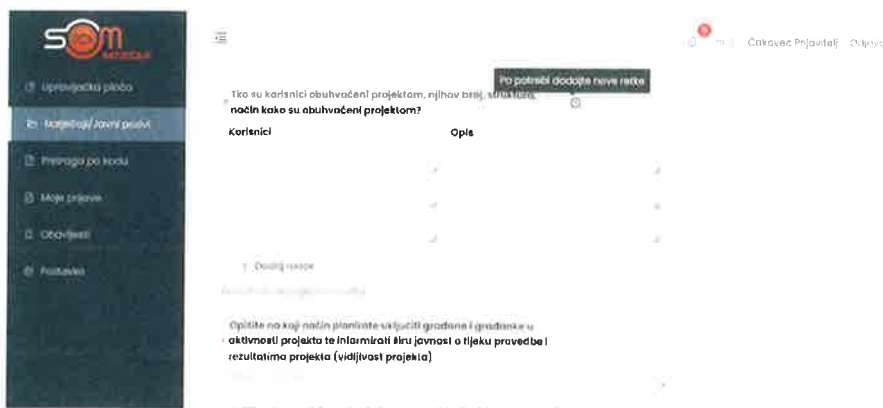 SOM
NATJEČAJI
Čakovec Prijavitelj Odjava
Upravljačka ploča
Natječaji/Javni pozivi
Pretraga po kodu
Moje prijave
Obavijesti
Postavke
Po potrebi dodajte nove retke
Tko su korisnici obuhvaćeni projektom, njihov broj, struktura,
način kako su obuhvaćeni projektom?
Korisnici Opis
+ Dodaj redak
Opišite na koji način planirate uključiti građane i građanke u
aktivnosti projekta te informirati širu javnost o tijeku provedbe i
rezultatima projekta (vidljivost projekta)